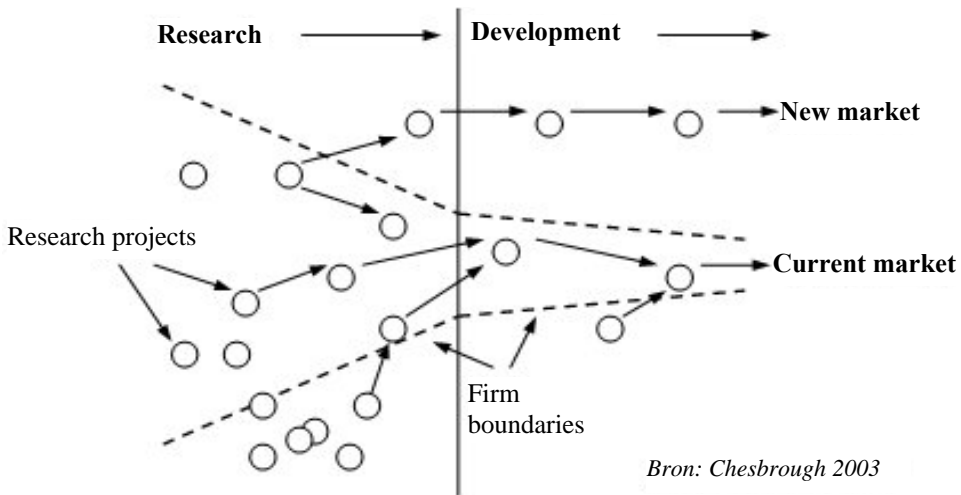 Research
Development
New market
Research projects
Current market
Firm
boundaries
Bron: Chesbrough 2003